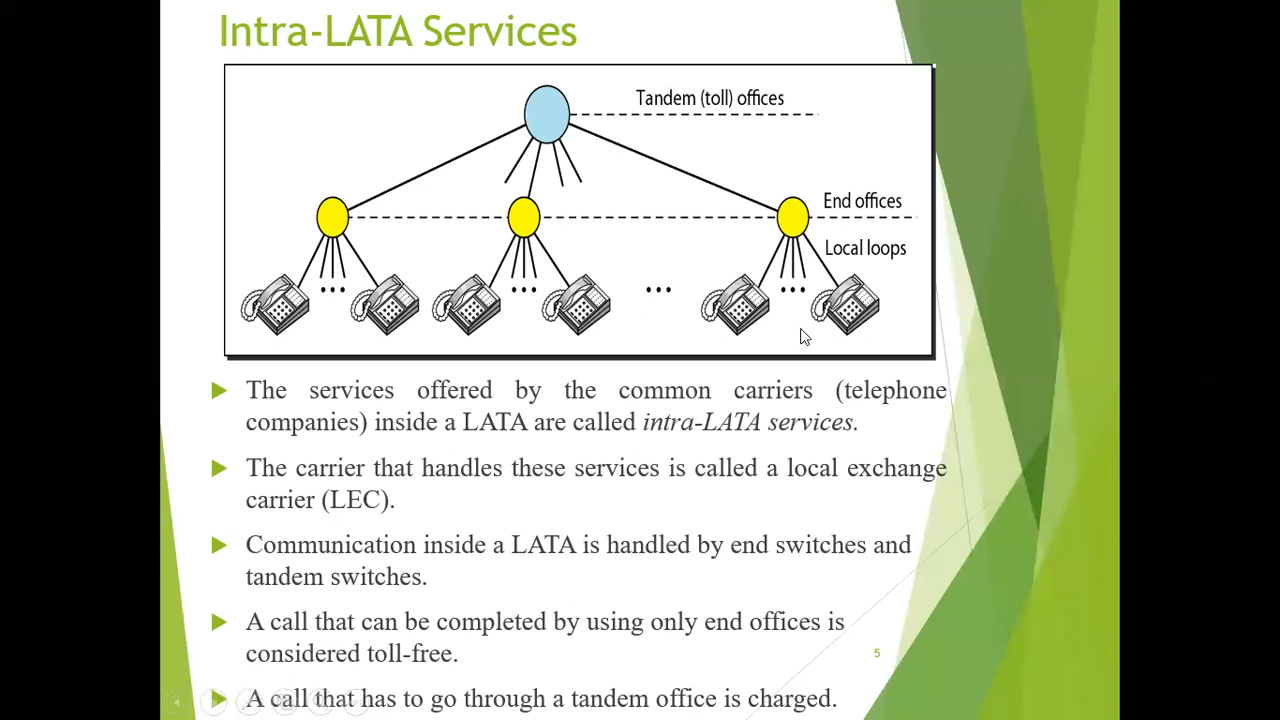 Intra-LATA Services
Tandem (toll) offices
End offices
Local loops
The services offered by the common carriers (telephone
companies) inside a LATA are called intra-LATA services.
The carrier that handles these services is called a local exchange
carrier (LEC).
Communication inside a LATA is handled by end switches and
tandem switches.
A call that can be completed by using only end offices is
considered toll-free.
5
A call that has to go through a tandem office is charged.